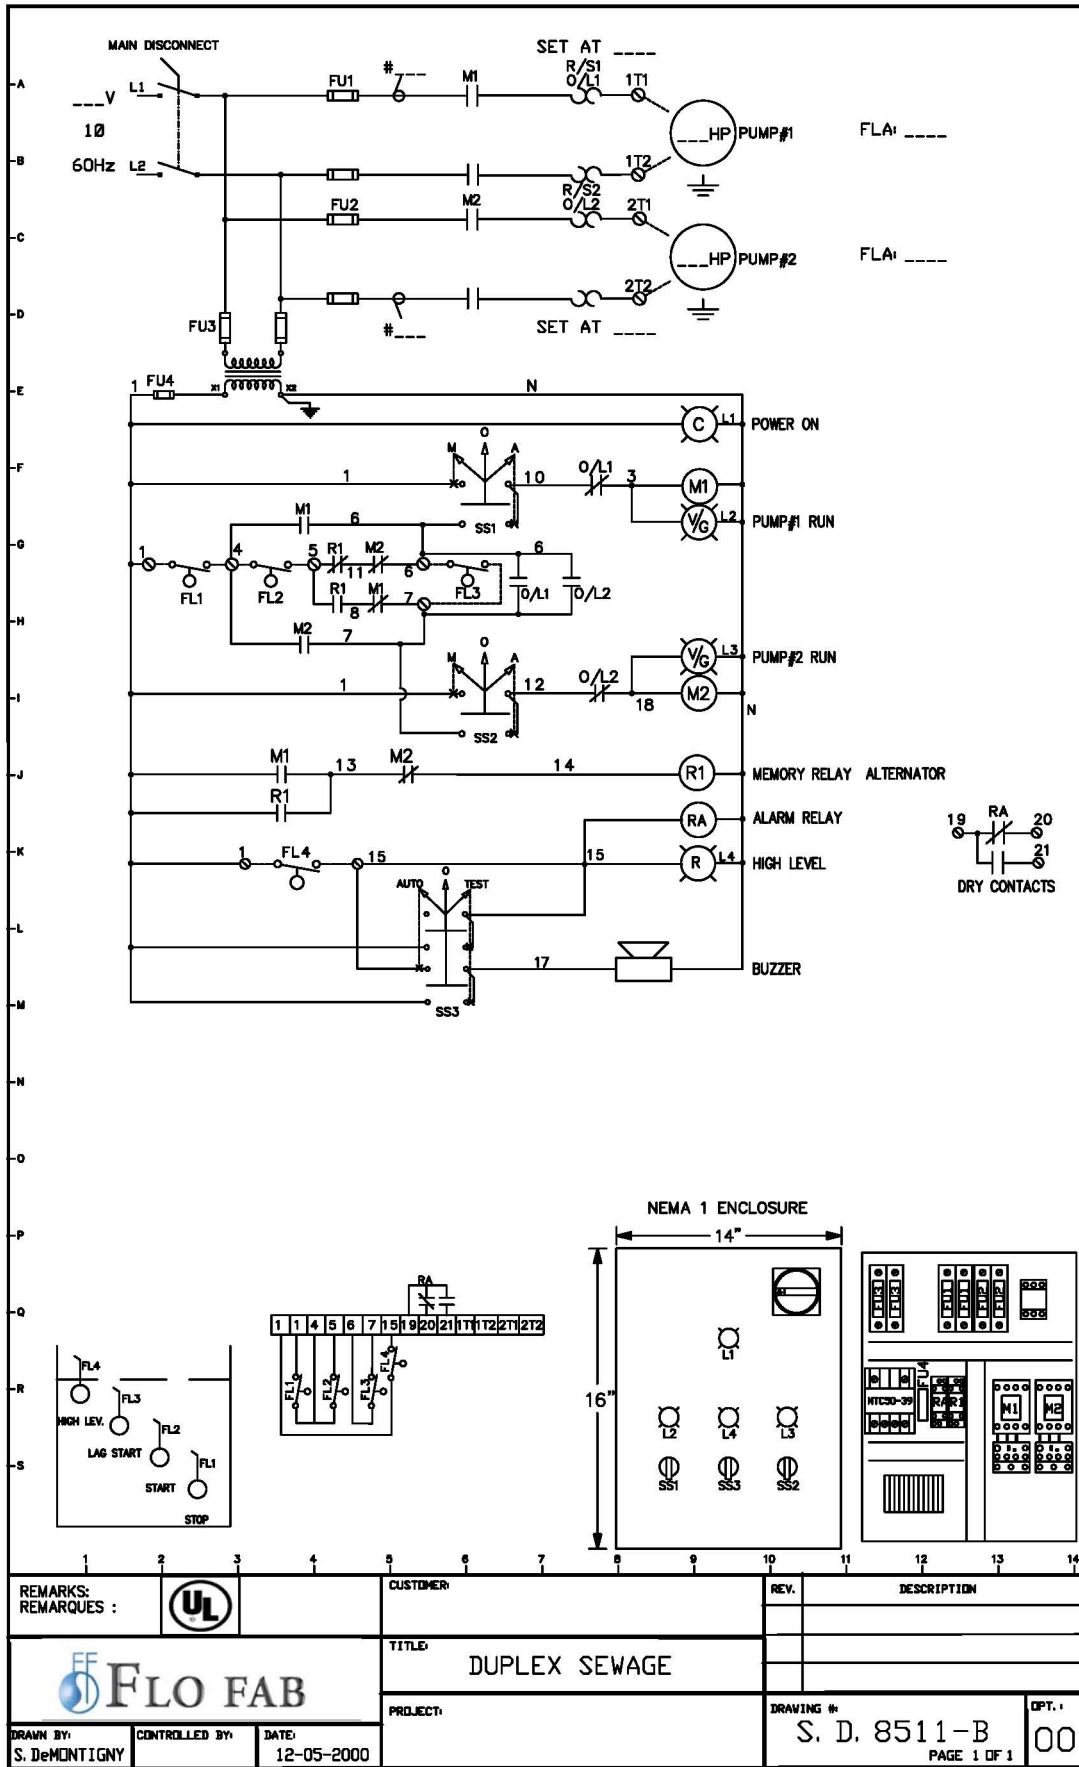 MAIN DISCONNECT
SET AT ____
A
#___
R/S1
O/L1
FU1
M1
1T1
___V
L1
1Ø
___HP PUMP#1
FLA: ____
B
60Hz
L2
1T2
R/S2
O/L2
FU2
M2
2T1
C
___HP PUMP#2
FLA: ____
2T2
D
FU3
#___
SET AT ____
E
1 FU4
X1
X2
N
C
L1
POWER ON
O
M
A
F
1
10
O/L1
3
M1
SS1
V/G
L2
PUMP#1 RUN
M1
6
G
1
4
5
R1
M2
6
6
11
FL1
FL2
FL3
O/L1
O/L2
R1
M1
7
8
H
M2
7
O
V/G
L3
PUMP#2 RUN
M
A
I
1
12
O/L2
18
M2
N
SS2
J
M1
13
M2
14
R1
MEMORY RELAY ALTERNATOR
R1
RA
ALARM RELAY
19
RA
20
K
1
FL4
15
15
R
L4
HIGH LEVEL
21
DRY CONTACTS
AUTO
O
TEST
L
17
BUZZER
M
SS3
N
O
P
NEMA 1 ENCLOSURE
14"
Q
RA
1 1 4 5 6 7 15 19 20 21 1T1 1T2 2T1 2T2
FU3 FU3
FU1 FU1 FU2 FU2
L1
R
FL4
FL3
FL2
FL1
HIGH LEV.
LAG START
START
STOP
FL1
FL2
FL3
FL4
16"
L2
L4
L3
SS1
SS3
SS2
FU4
RA R1
M1
M2
S
1 2 3 4 5 6 7 8 9 10 11 12 13 14
REMARKS:
REMARQUES :
UL
CUSTOMER:
REV.
DESCRIPTION
FLO FAB
TITLE:
DUPLEX SEWAGE
PROJECT:
DRAWING #:
S. D. 8511-B
PAGE 1 OF 1
OPT. :
00
DRAWN BY:
S. DeMONTIGNY
CONTROLLED BY:
DATE:
12-05-2000